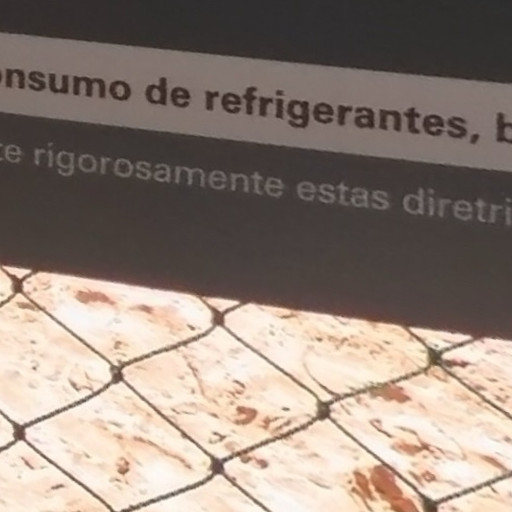 onsumo de refrigerantes, b
te rigorosamente estas diretri